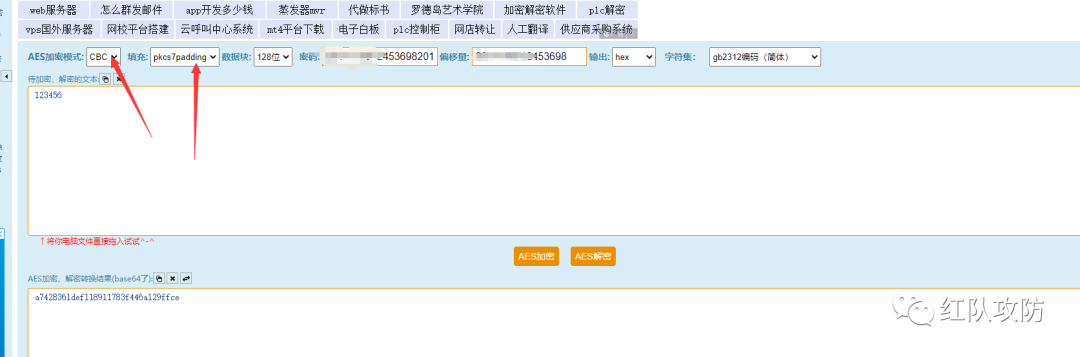 web服务器 怎么群发邮件 app开发多少钱 蒸发器mvr 代做标书 罗德岛艺术学院 加密解密软件 plc解密
vps国外服务器 网校平台搭建 云呼叫中心系统 mt4平台下载 电子白板 plc控制柜 网店转让 人工翻译 供应商采购系统
AES加密模式: CBC 填充: pkcs7padding 数据块: 128位 密码: 2453698201 偏移量: 453698 输出: hex 字符集: gb2312编码（简体）
待加密、解密的文本:
123456
↑将你电脑文件直接拖入试试^-^
AES加密 AES解密
AES加密、解密转换结果(base64了):
a7428361def118911783f446a129ffce
红队攻防